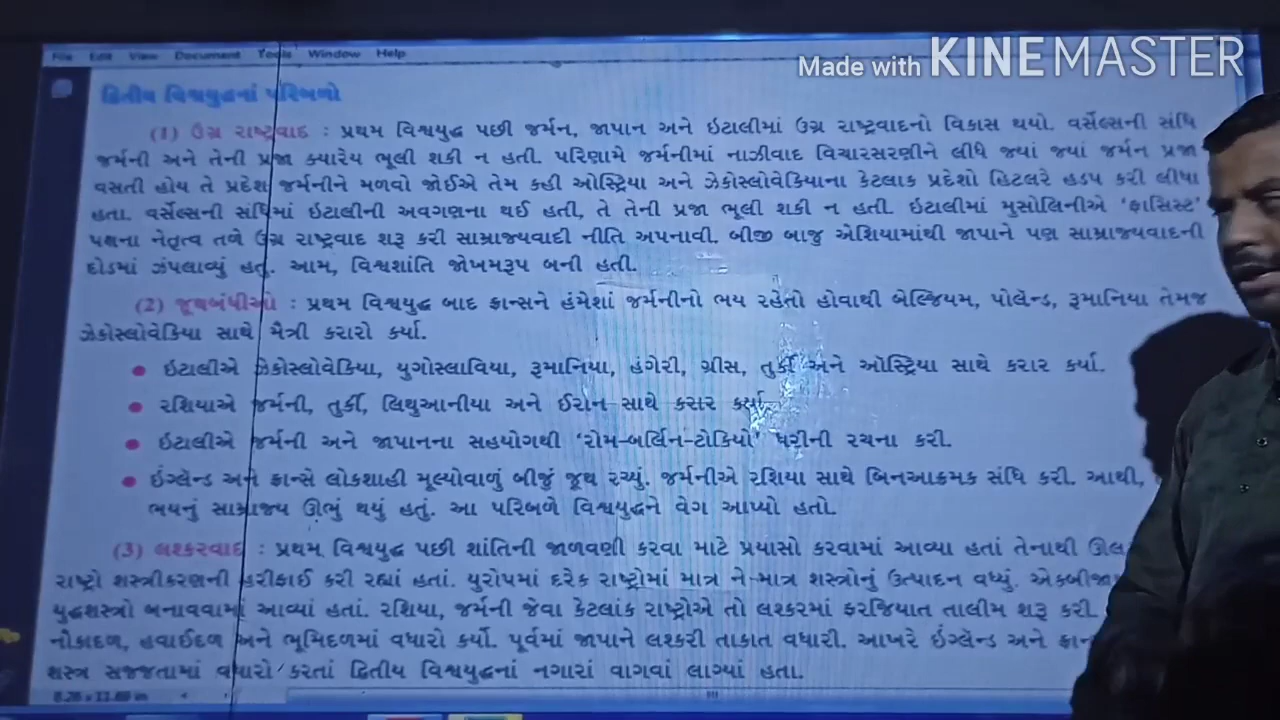 Made with KINEMASTER
File Edit View Document Tools Window Help
દ્વિતીય વિશ્વયુદ્ધનાં પરિબળો
(1) ઉગ્ર રાષ્ટ્રવાદ : પ્રથમ વિશ્વયુદ્ધ પછી જર્મન, જાપાન અને ઇટાલીમાં ઉગ્ર રાષ્ટ્રવાદનો વિકાસ થયો. વર્સેલ્સની સંધિ
જર્મની અને તેની પ્રજા ક્યારેય ભૂલી શકી ન હતી. પરિણામે જર્મનીમાં નાઝીવાદ વિચારસરણીને લીધે જ્યાં જ્યાં જર્મન પ્રજા
વસતી હોય તે પ્રદેશ જર્મનીને મળવો જોઈએ તેમ કહી ઓસ્ટ્રિયા અને ઝેકોસ્લોવેકિયાના કેટલાક પ્રદેશો હિટલરે હડપ કરી લીધા
હતા. વર્સેલ્સની સંધિમાં ઇટાલીની અવગણના થઈ હતી, તે તેની પ્રજા ભૂલી શકી ન હતી. ઇટાલીમાં મુસોલિનીએ ‘ફાસિસ્ટ’
પક્ષના નેતૃત્વ તળે ઉગ્ર રાષ્ટ્રવાદ શરૂ કરી સામ્રાજ્યવાદી નીતિ અપનાવી. બીજી બાજુ એશિયામાંથી જાપાને પણ સામ્રાજ્યવાદની
દોડમાં ઝંપલાવ્યું હતું. આમ, વિશ્વશાંતિ જોખમરૂપ બની હતી.
(2) જૂથબંધીઓ : પ્રથમ વિશ્વયુદ્ધ બાદ ફ્રાન્સને હંમેશાં જર્મનીનો ભય રહેતો હોવાથી બેલ્જિયમ, પોલૅન્ડ, રૂમાનિયા તેમજ
ઝેકોસ્લોવેકિયા સાથે મૈત્રી કરારો કર્યા.
• ઇટાલીએ ઝેકોસ્લોવેકિયા, યુગોસ્લાવિયા, રૂમાનિયા, હંગેરી, ગ્રીસ, તુર્કી અને ઑસ્ટ્રિયા સાથે કરાર કર્યા.
• રશિયાએ જર્મની, તુર્કી, લિથુઆનીયા અને ઈરાન સાથે કરાર કર્યા
• ઇટાલીએ જર્મની અને જાપાનના સહયોગથી ‘રોમ-બર્લિન-ટોકિયો’ ધરીની રચના કરી.
• ઇંગ્લૅન્ડ અને ફ્રાન્સે લોકશાહી મૂલ્યોવાળું બીજું જૂથ રચ્યું. જર્મનીએ રશિયા સાથે બિનઆક્રમક સંધિ કરી. આથી,
ભયનું સામ્રાજ્ય ઊભું થયું હતું. આ પરિબળે વિશ્વયુદ્ધને વેગ આપ્યો હતો.
(3) લશ્કરવાદ : પ્રથમ વિશ્વયુદ્ધ પછી શાંતિની જાળવણી કરવા માટે પ્રયાસો કરવામાં આવ્યા હતાં તેનાથી
રાષ્ટ્રો શસ્ત્રીકરણની હરીફાઈ કરી રહ્યાં હતાં. યુરોપમાં દરેક રાષ્ટ્રોમાં માત્ર ને માત્ર શસ્ત્રોનું ઉત્પાદન વધ્યું. એકબીજા
યુદ્ધશસ્ત્રો બનાવવામાં આવ્યાં હતાં. રશિયા, જર્મની જેવા કેટલાંક રાષ્ટ્રોએ તો લશ્કરમાં ફરજિયાત તાલીમ શરૂ કરી.
નૌકાદળ, હવાઈદળ અને ભૂમિદળમાં વધારો કર્યો. પૂર્વમાં જાપાને લશ્કરી તાકાત વધારી. આખરે ઇંગ્લૅન્ડ અને
શસ્ત્ર સજ્જતામાં વધારો કરતાં દ્વિતીય વિશ્વયુદ્ધનાં નગારાં વાગવાં લાગ્યાં હતા.